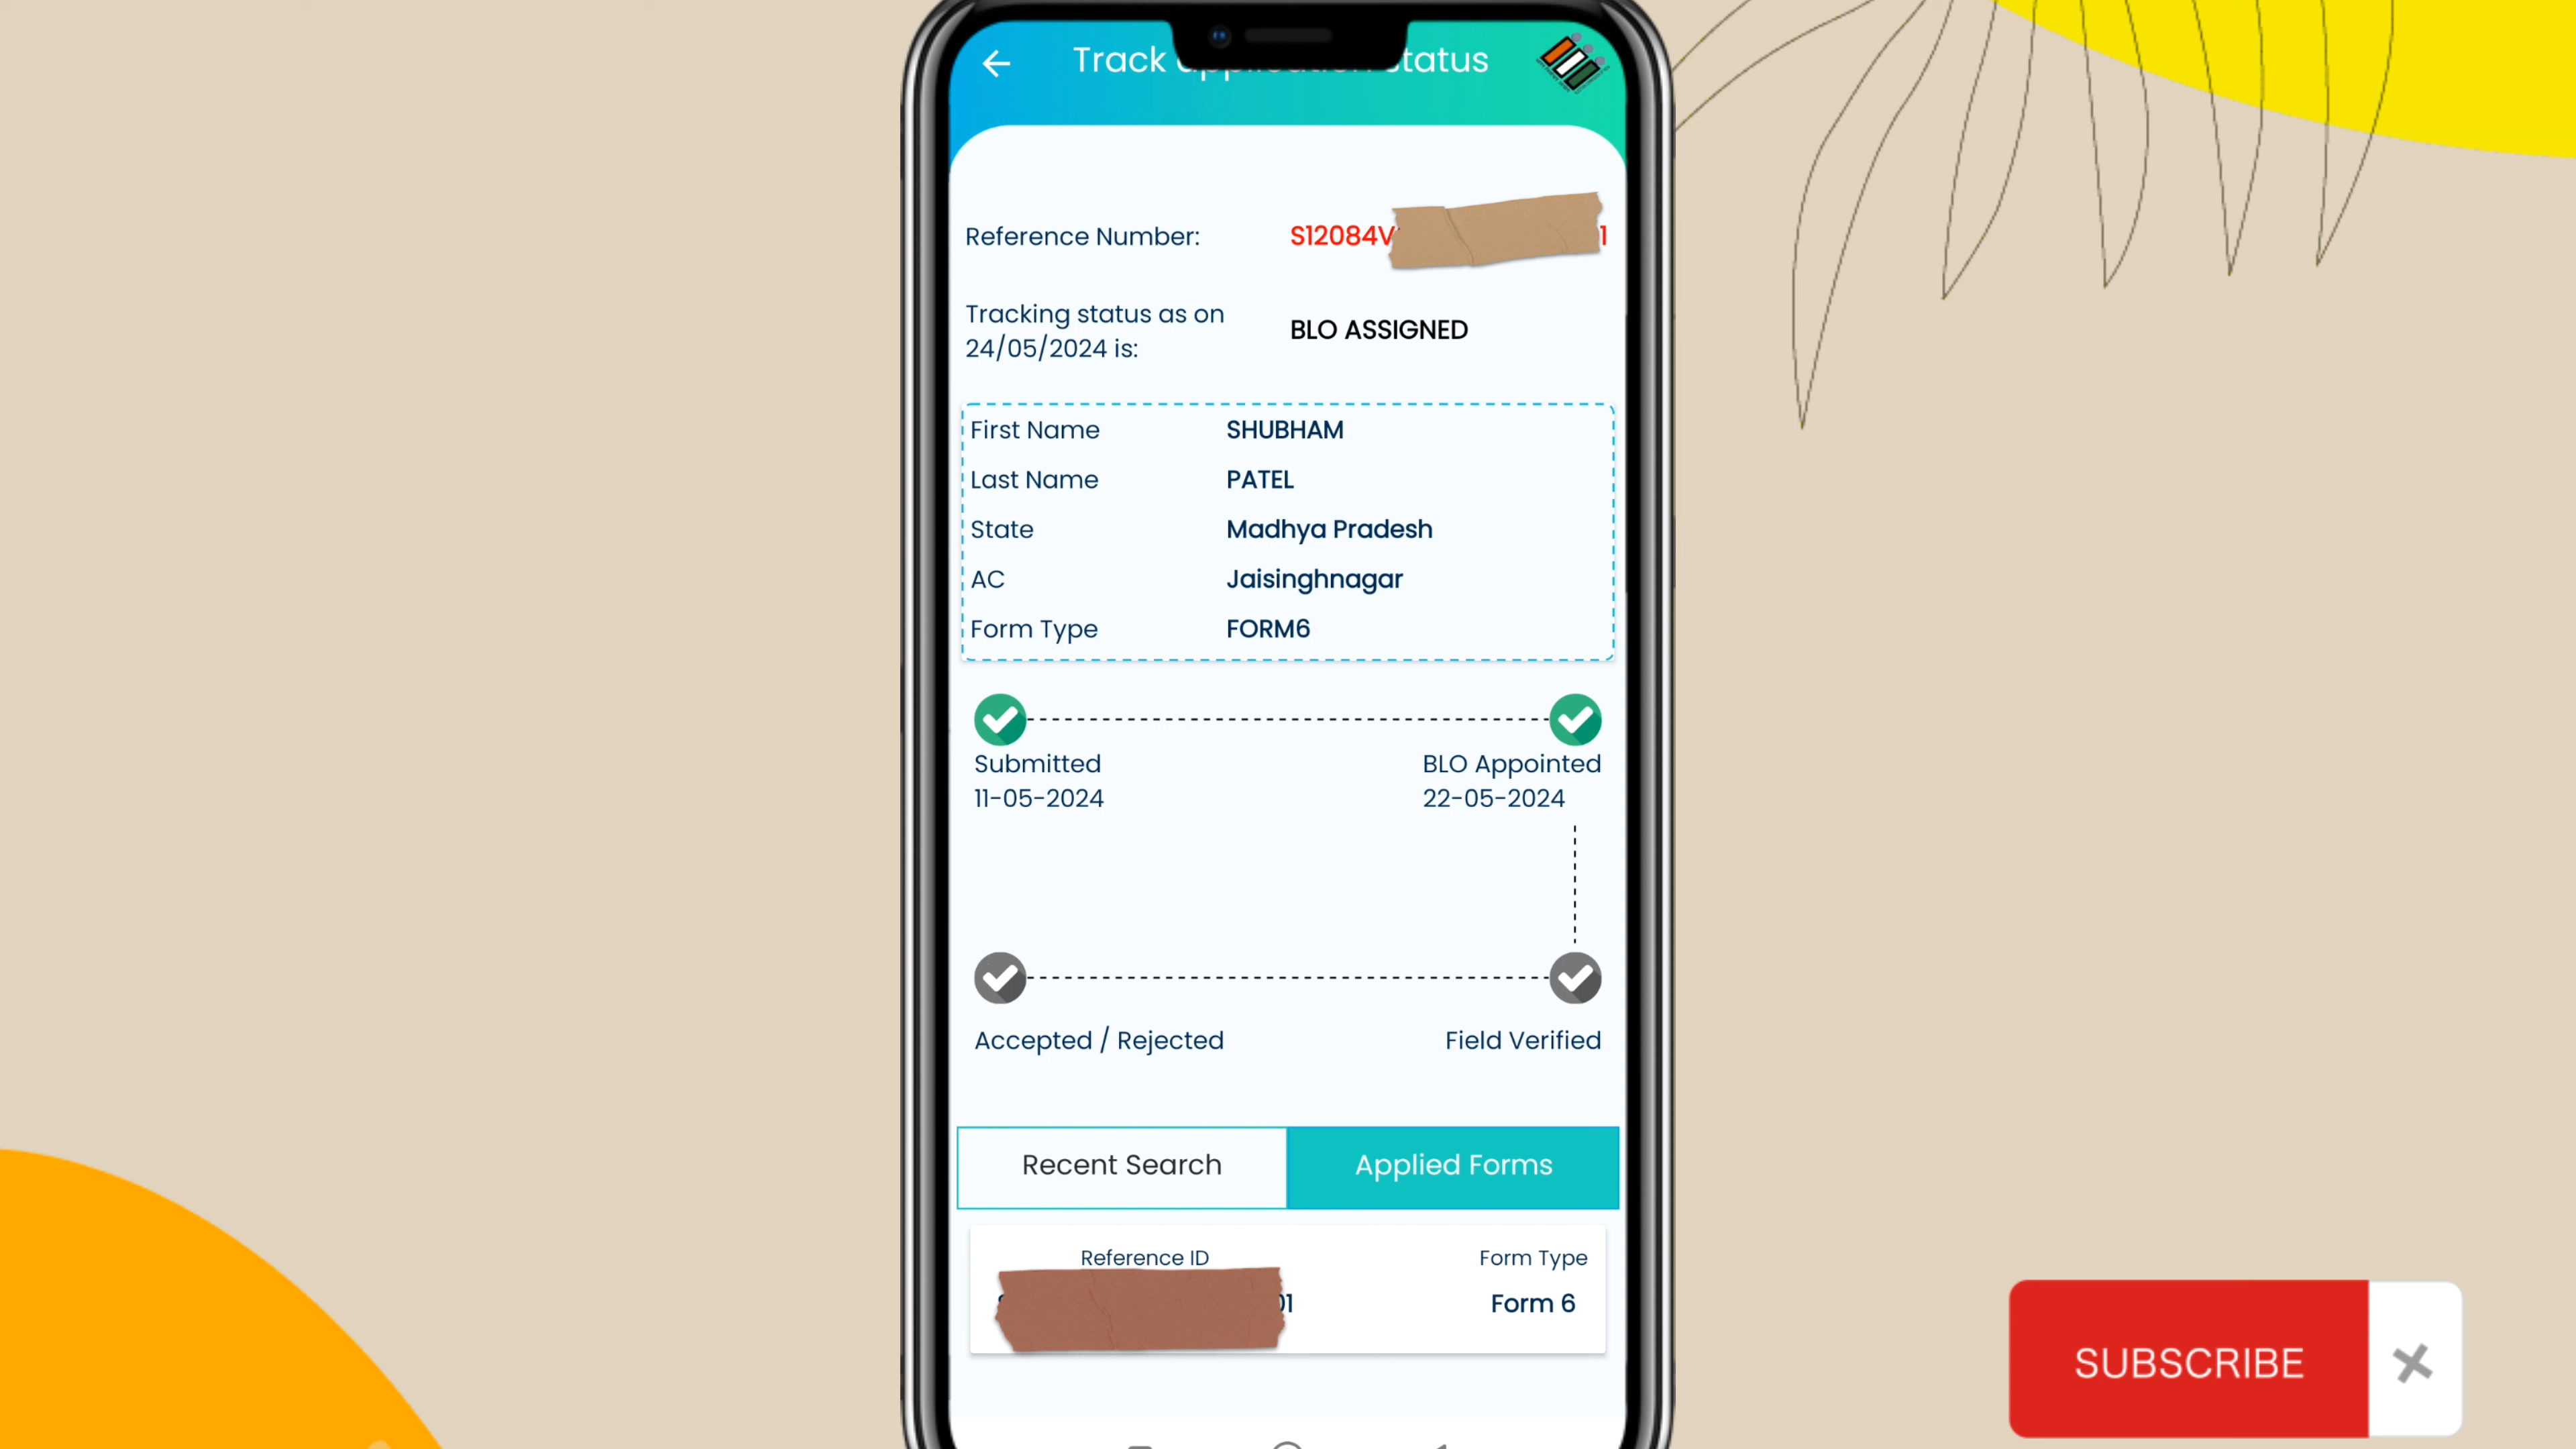 Track application status
Reference Number: S12084V 1
Tracking status as on
24/05/2024 is:
BLO ASSIGNED
First Name SHUBHAM
Last Name PATEL
State Madhya Pradesh
AC Jaisinghnagar
Form Type FORM6
Submitted
11-05-2024
BLO Appointed
22-05-2024
Accepted / Rejected
Field Verified
Recent Search
Applied Forms
Reference ID
01
Form Type
Form 6
SUBSCRIBE